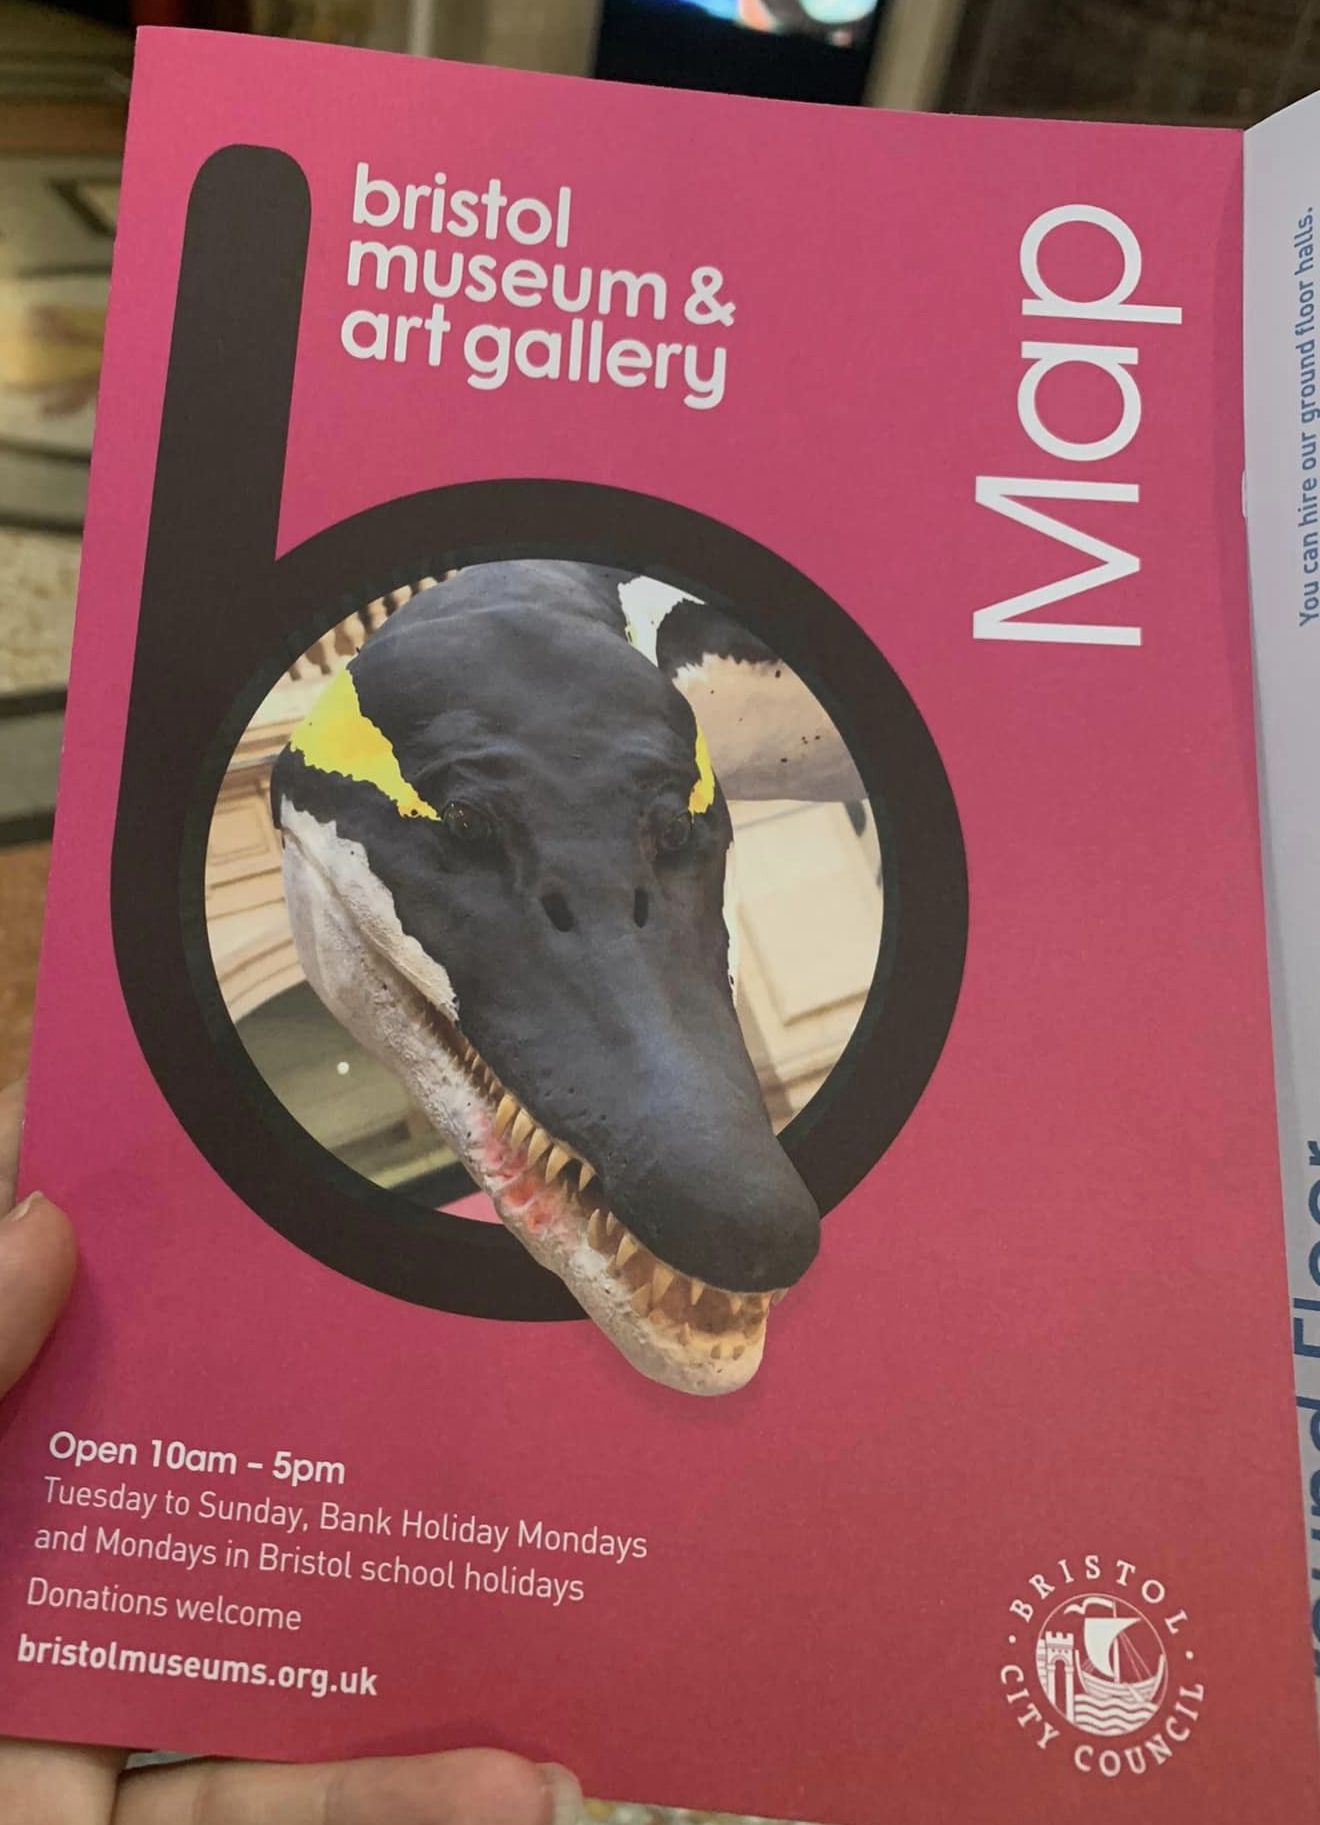 bristol
museum &
art gallery
Map
Open 10am – 5pm
Tuesday to Sunday, Bank Holiday Mondays
and Mondays in Bristol school holidays
Donations welcome
bristolmuseums.org.uk
· BRISTOL ·
CITY COUNCIL
You can hire our ground floor halls.
Floor